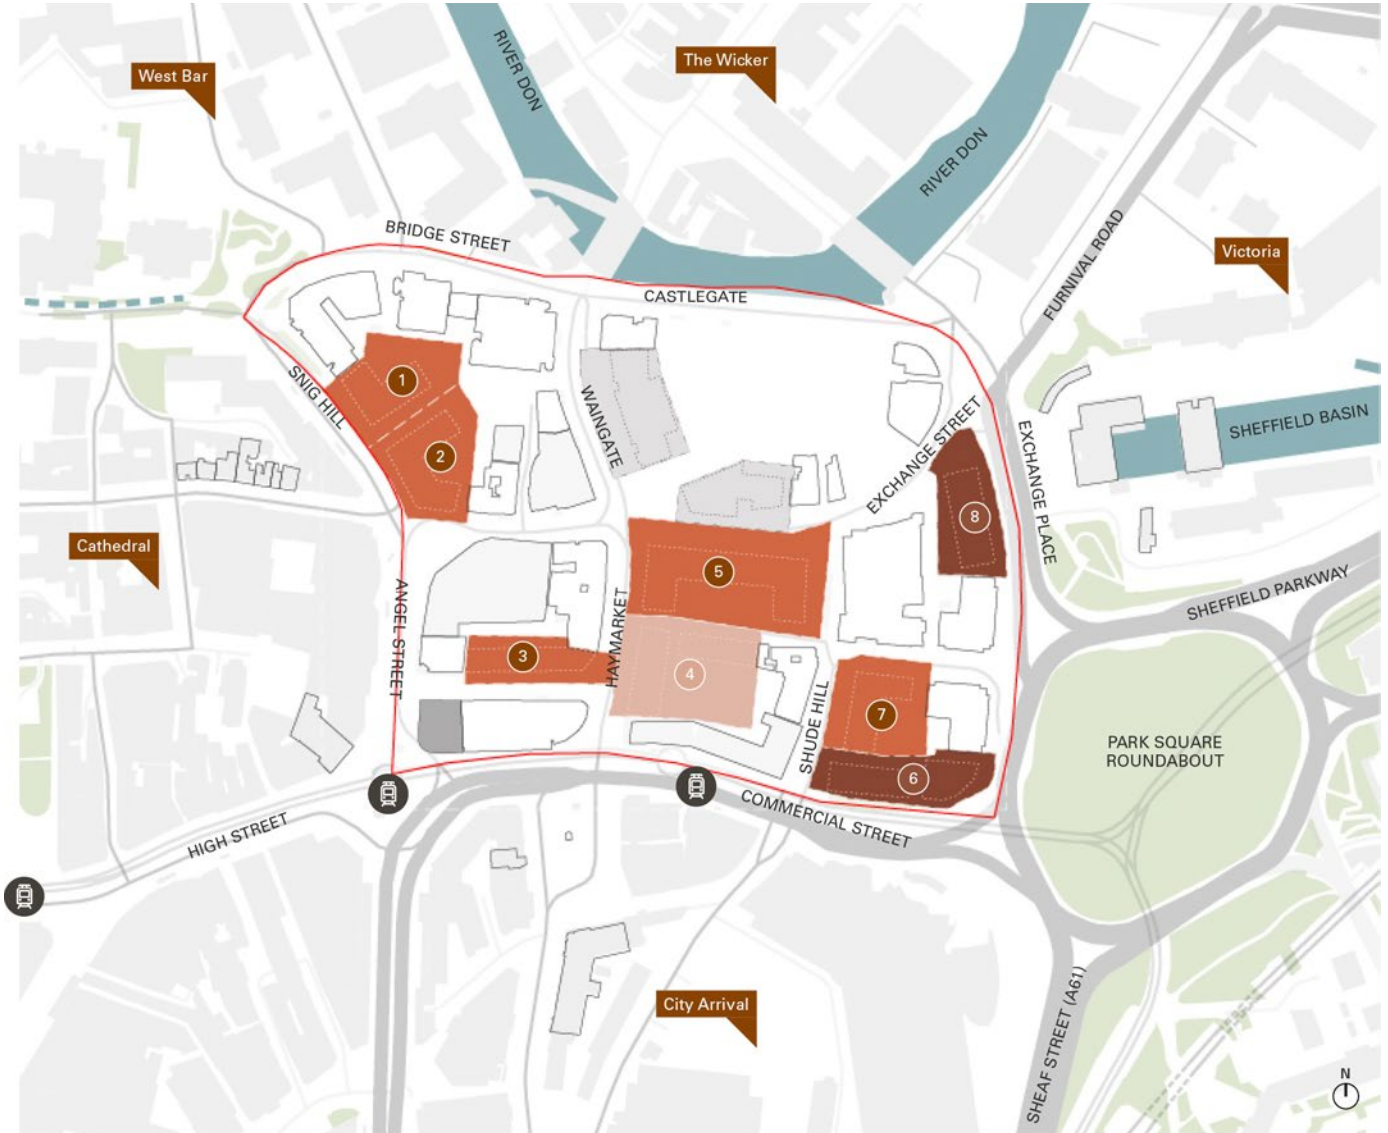 RIVER DON
The Wicker
West Bar
RIVER DON
BRIDGE STREET
FURNIVAL ROAD
Victoria
CASTLEGATE
SNIG HILL
1
WAINGATE
EXCHANGE STREET
SHEFFIELD BASIN
2
EXCHANGE PLACE
8
Cathedral
5
SHEFFIELD PARKWAY
ANGEL STREET
HAYMARKET
3
4
SHUDE HILL
7
PARK SQUARE
ROUNDABOUT
6
COMMERCIAL STREET
HIGH STREET
City Arrival
SHEAF STREET (A61)
N